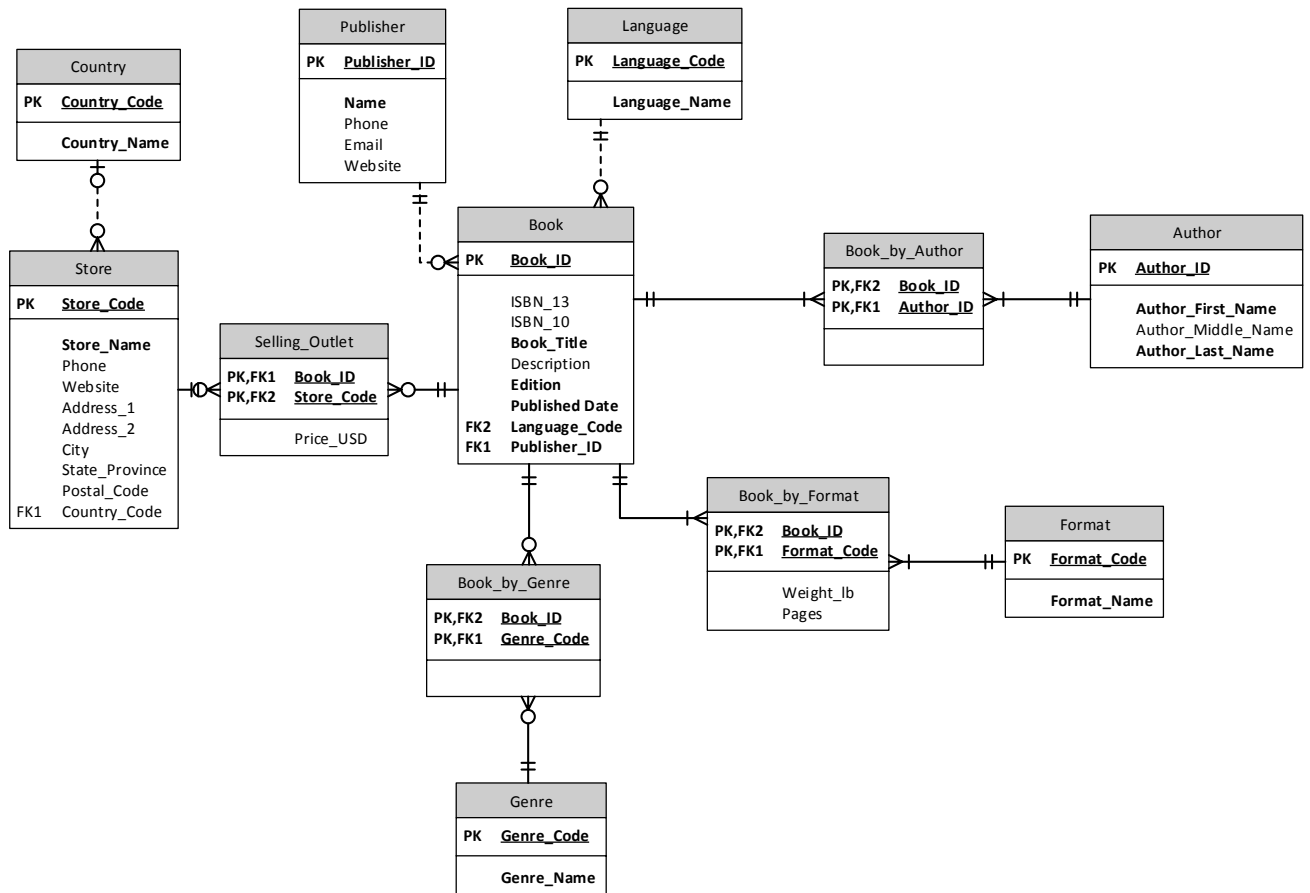 Publisher
PK Publisher_ID
Name
Phone
Email
Website
Language
PK Language_Code
Language_Name
Country
PK Country_Code
Country_Name
Store
PK Store_Code
Store_Name
Phone
Website
Address_1
Address_2
City
State_Province
Postal_Code
FK1 Country_Code
Selling_Outlet
PK,FK1 Book_ID
PK,FK2 Store_Code
Price_USD
Book
PK Book_ID
ISBN_13
ISBN_10
Book_Title
Description
Edition
Published Date
FK2 Language_Code
FK1 Publisher_ID
Book_by_Author
PK,FK2 Book_ID
PK,FK1 Author_ID
Author
PK Author_ID
Author_First_Name
Author_Middle_Name
Author_Last_Name
Book_by_Format
PK,FK2 Book_ID
PK,FK1 Format_Code
Weight_lb
Pages
Format
PK Format_Code
Format_Name
Book_by_Genre
PK,FK2 Book_ID
PK,FK1 Genre_Code
Genre
PK Genre_Code
Genre_Name